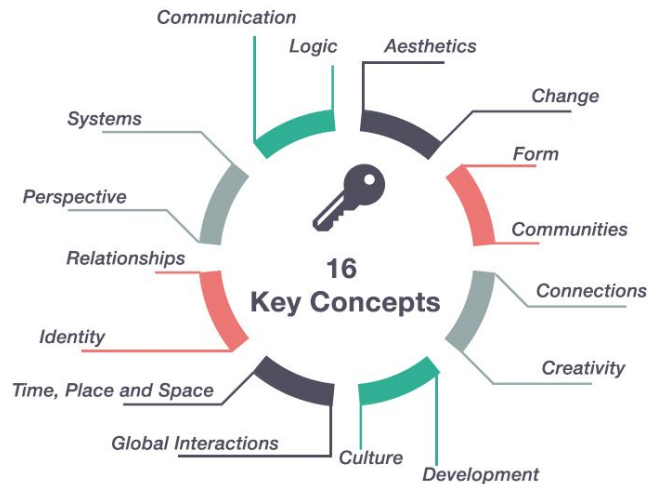 Communication
Logic
Aesthetics
Systems
Change
Form
Perspective
Communities
Relationships
16
Key Concepts
Connections
Identity
Creativity
Time, Place and Space
Global Interactions
Culture
Development